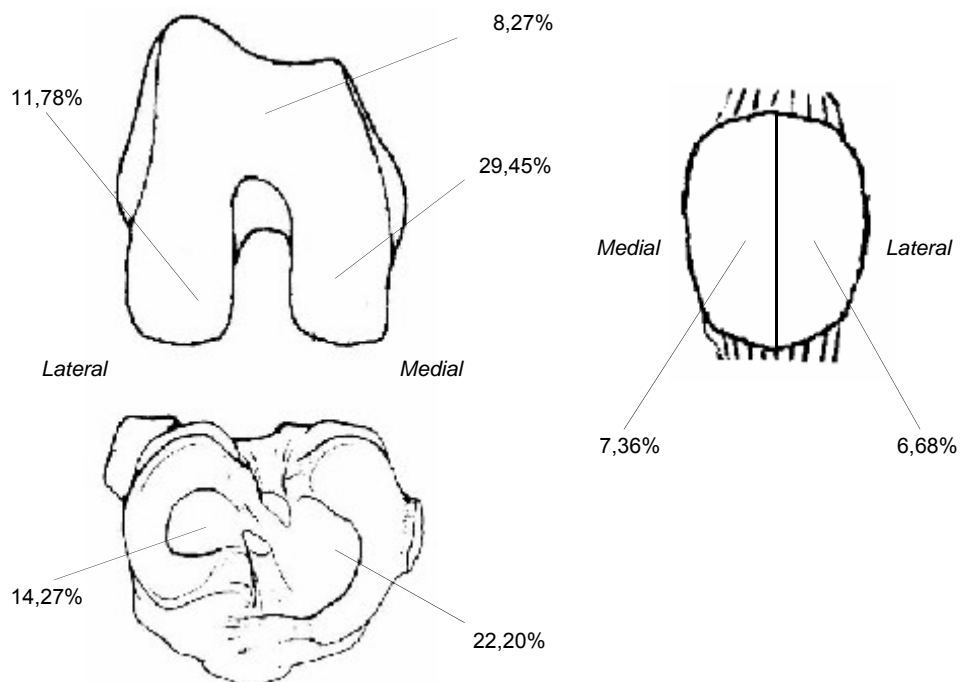 8,27%
11,78%
29,45%
Lateral
Medial
Medial
Lateral
7,36%
6,68%
14,27%
22,20%